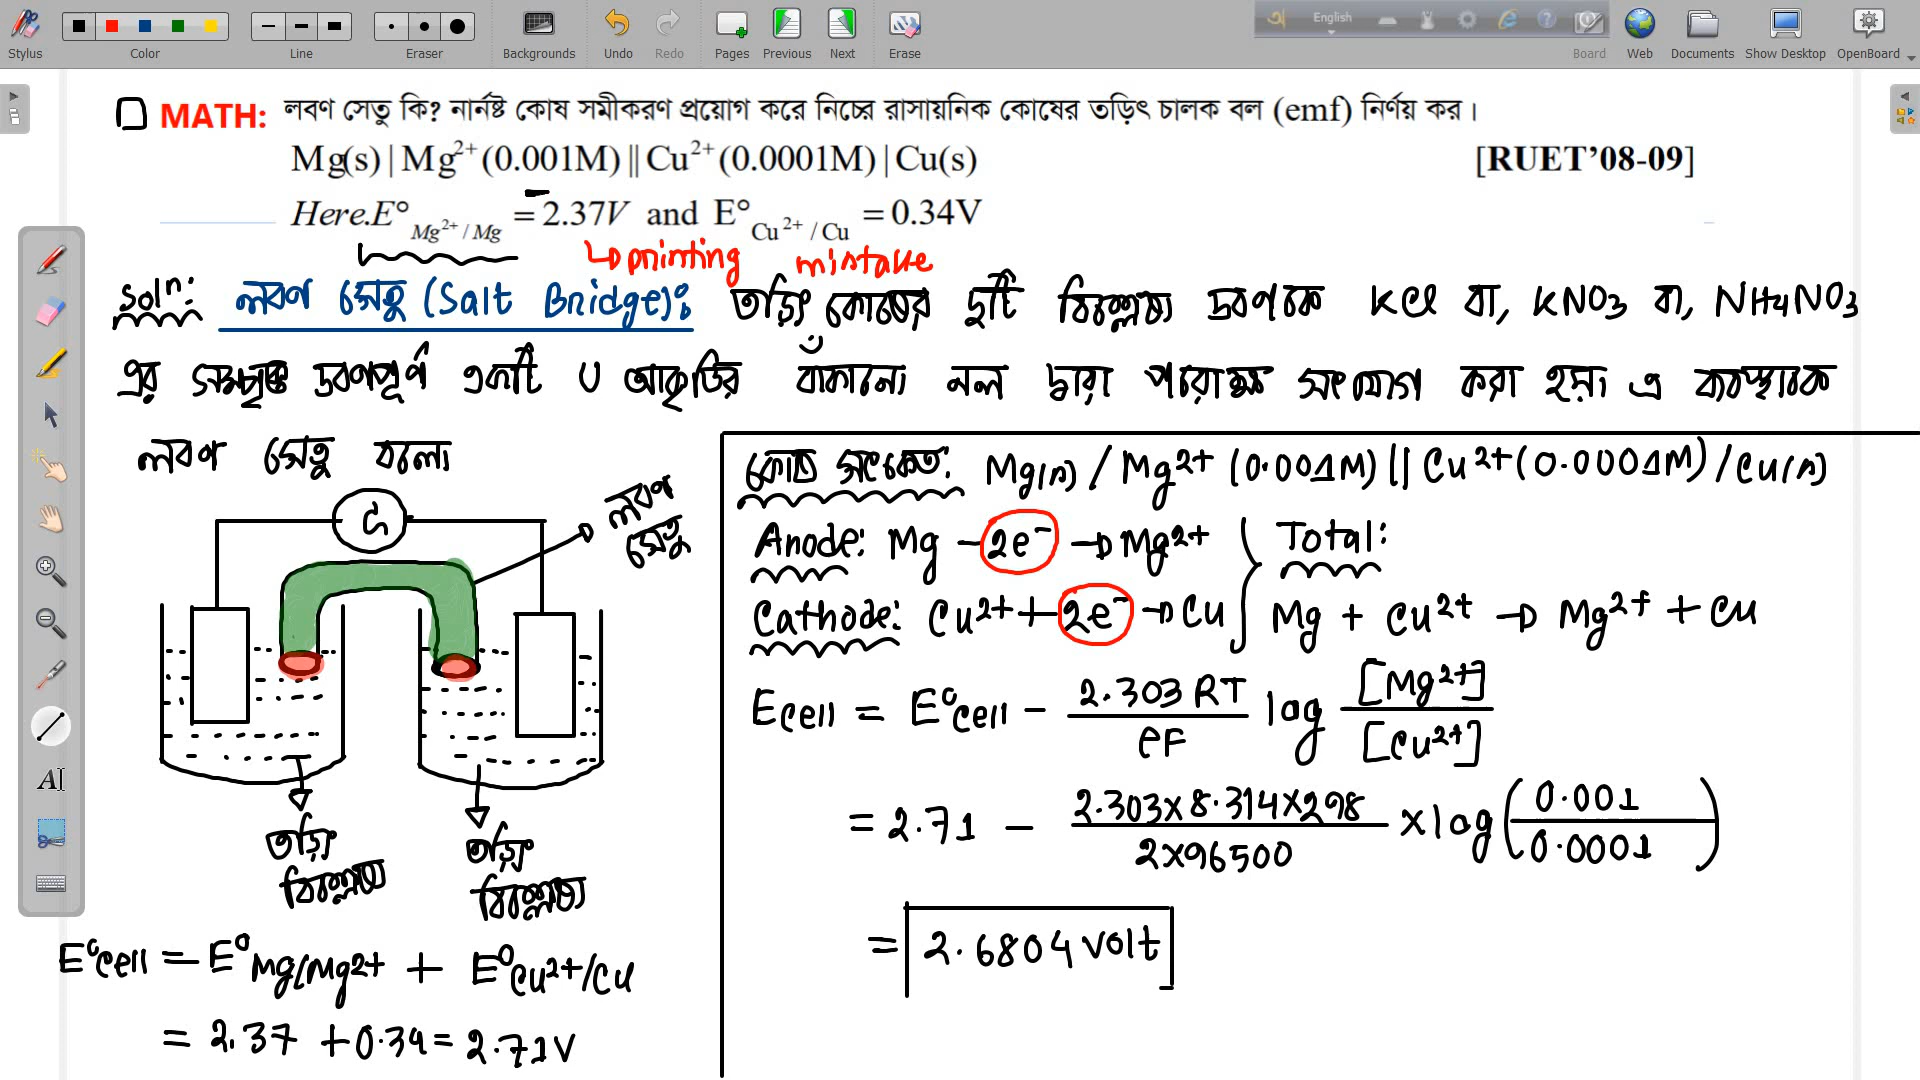 Stylus
Color
Line
Eraser
Backgrounds
Undo
Redo
Pages
Previous
Next
Erase
English
Board
Web
Documents
Show Desktop
OpenBoard
MATH: লবণ সেতু কি? নার্নষ্ট কোষ সমীকরণ প্রয়োগ করে নিচের রাসায়নিক কোষের তড়িৎ চালক বল (emf) নির্ণয় কর।
Mg(s) | Mg²⁺ (0.001M) || Cu²⁺ (0.0001M) | Cu(s) [RUET'08-09]
Here.E° Mg²⁺/Mg = -2.37V and E° Cu²⁺/Cu = 0.34V
↳ printing mistake
Soln: লবণ সেতু (Salt Bridge): তড়িৎ কোষের দুটি বিশ্লেষ্য দ্রবণকে KCl বা, KNO3 বা, NH4NO3
এর সম্পৃক্ত দ্রবণপূর্ণ একটি U আকৃতির বাঁকানো নল দ্বারা পরোক্ষ সংযোগ করা হয়। এ ব্যবস্থাকে
লবণ সেতু বলে।
G
লবণ
সেতু
তড়িৎ
বিশ্লেষ্য
তড়িৎ
বিশ্লেষ্য
E°cell = E°Mg/Mg2+ + E°Cu2+/Cu
= 2.37 + 0.34 = 2.71V
কোষ সংকেত: Mg(s) / Mg2+ (0.001M) || Cu2+ (0.0001M) / Cu(s)
Anode: Mg - 2e⁻ → Mg2+
Cathode: Cu2+ + 2e⁻ → Cu
Total:
Mg + Cu2+ → Mg2+ + Cu
Ecell = E°cell - 2.303 RT / eF log [Mg2+] / [Cu2+]
= 2.71 - 2.303×8.314×298 / 2×96500 × log (0.001 / 0.0001)
= 2.6804 volt